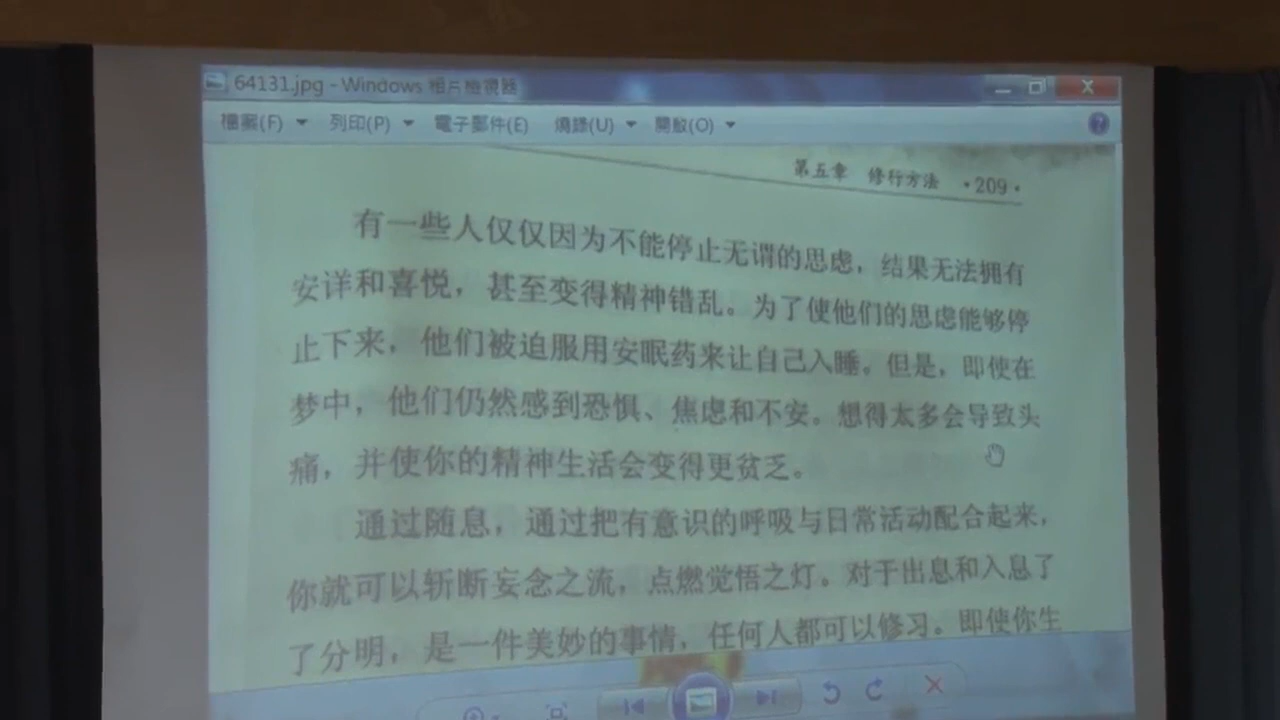 64131.jpg - Windows 相片檢視器
檔案(F) 列印(P) 電子郵件(E) 燒錄(U) 開啟(O)
第五章 修行方法 ·209·
有一些人仅仅因为不能停止无谓的思虑，结果无法拥有
安详和喜悦，甚至变得精神错乱。为了使他们的思虑能够停
止下来，他们被迫服用安眠药来让自己入睡。但是，即使在
梦中，他们仍然感到恐惧、焦虑和不安。想得太多会导致头
痛，并使你的精神生活会变得更贫乏。
通过随息，通过把有意识的呼吸与日常活动配合起来，
你就可以斩断妄念之流，点燃觉悟之灯。对于出息和入息了
了分明，是一件美妙的事情，任何人都可以修习。即使你生